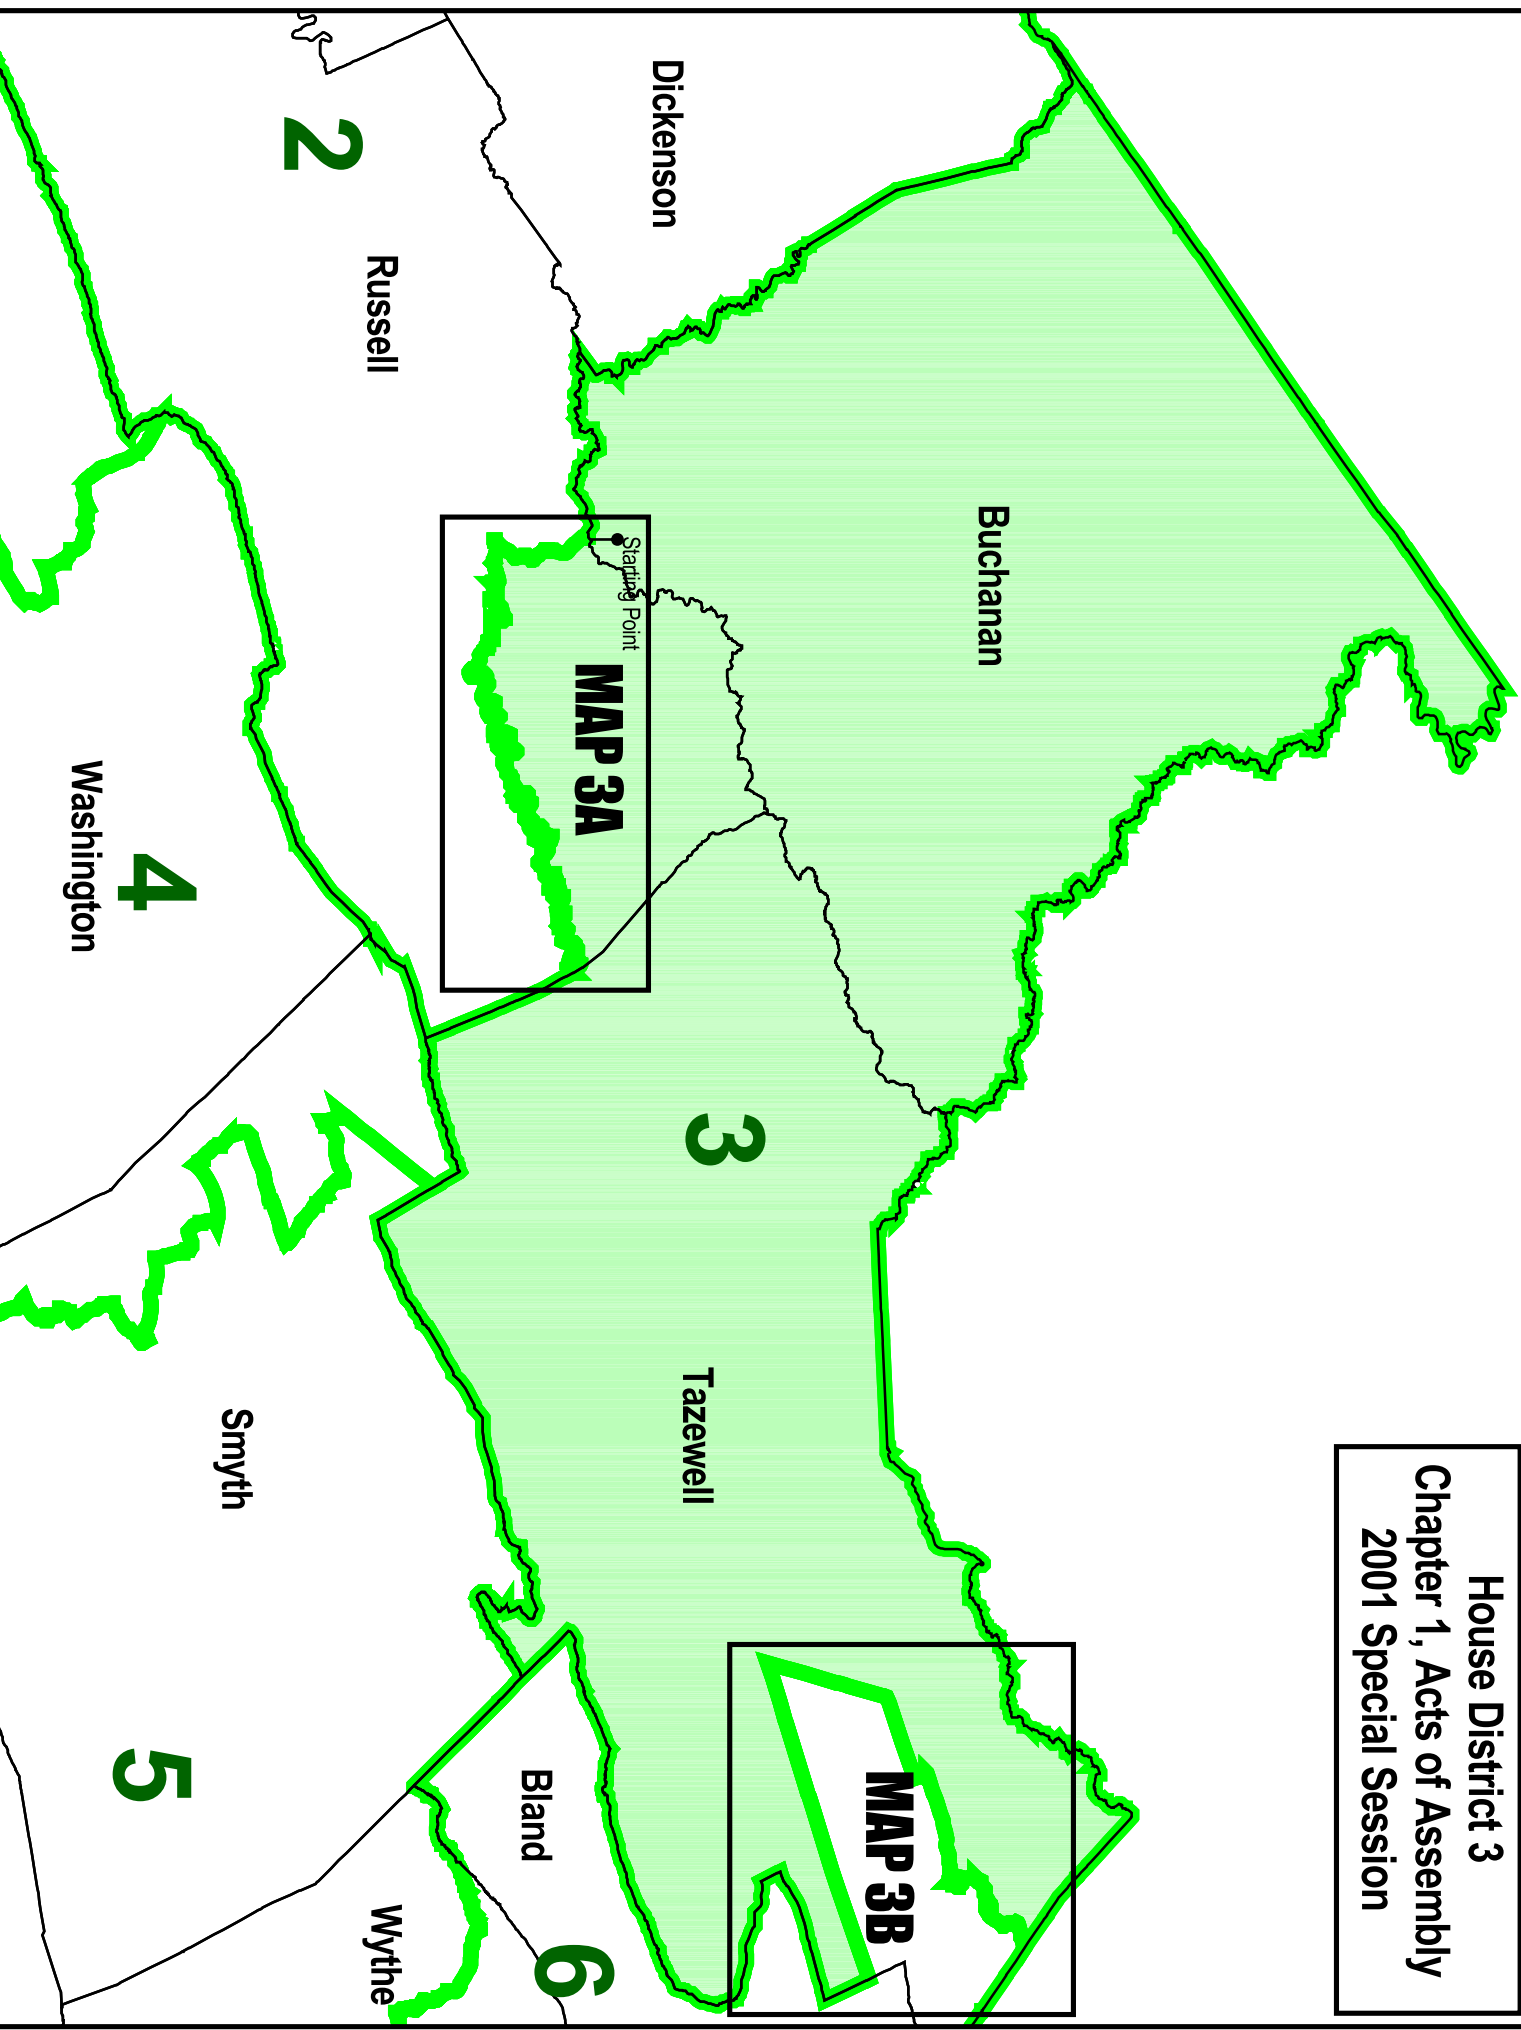 House District 3
Chapter 1, Acts of Assembly
2001 Special Session
Buchanan
Dickenson
Starting Point
MAP 3A
3
Tazewell
MAP 3B
2
Russell
Bland
6
Wythe
Smyth
5
4
Washington